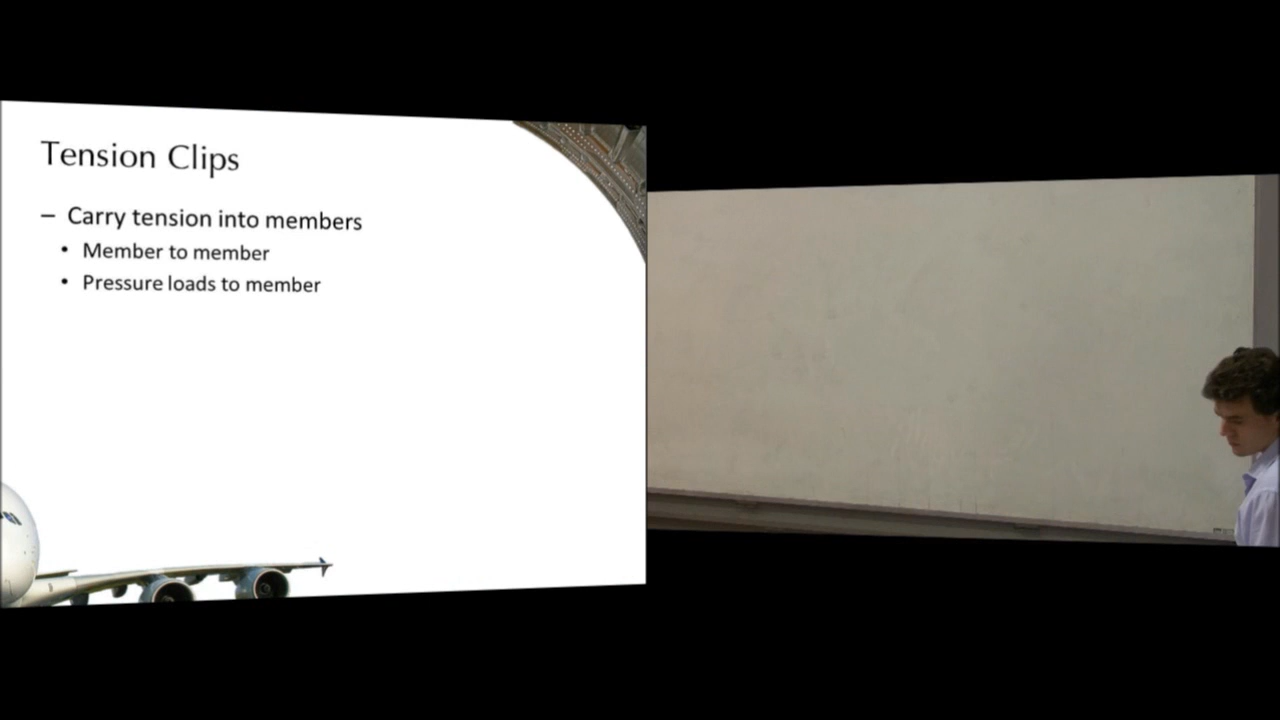 Tension Clips
– Carry tension into members
• Member to member
• Pressure loads to member